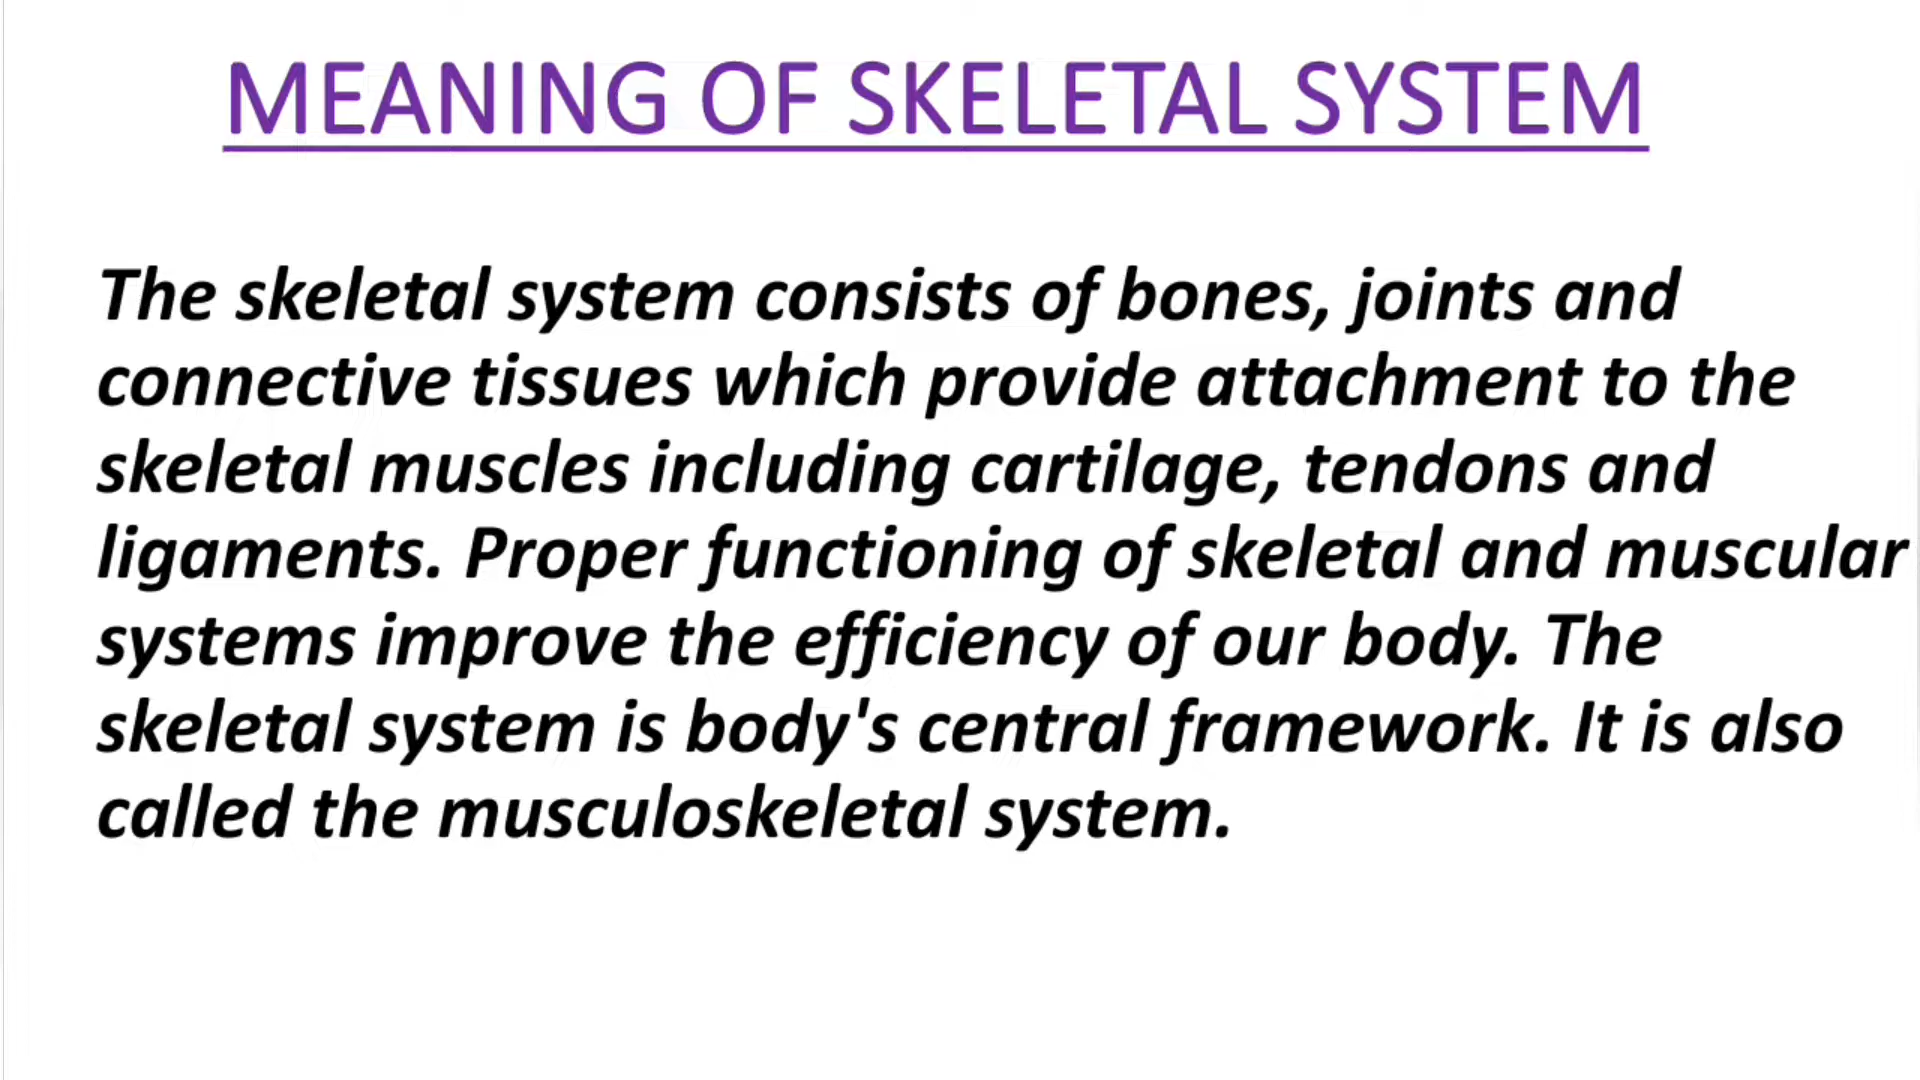 MEANING OF SKELETAL SYSTEM
The skeletal system consists of bones, joints and
connective tissues which provide attachment to the
skeletal muscles including cartilage, tendons and
ligaments. Proper functioning of skeletal and muscular
systems improve the efficiency of our body. The
skeletal system is body's central framework. It is also
called the musculoskeletal system.